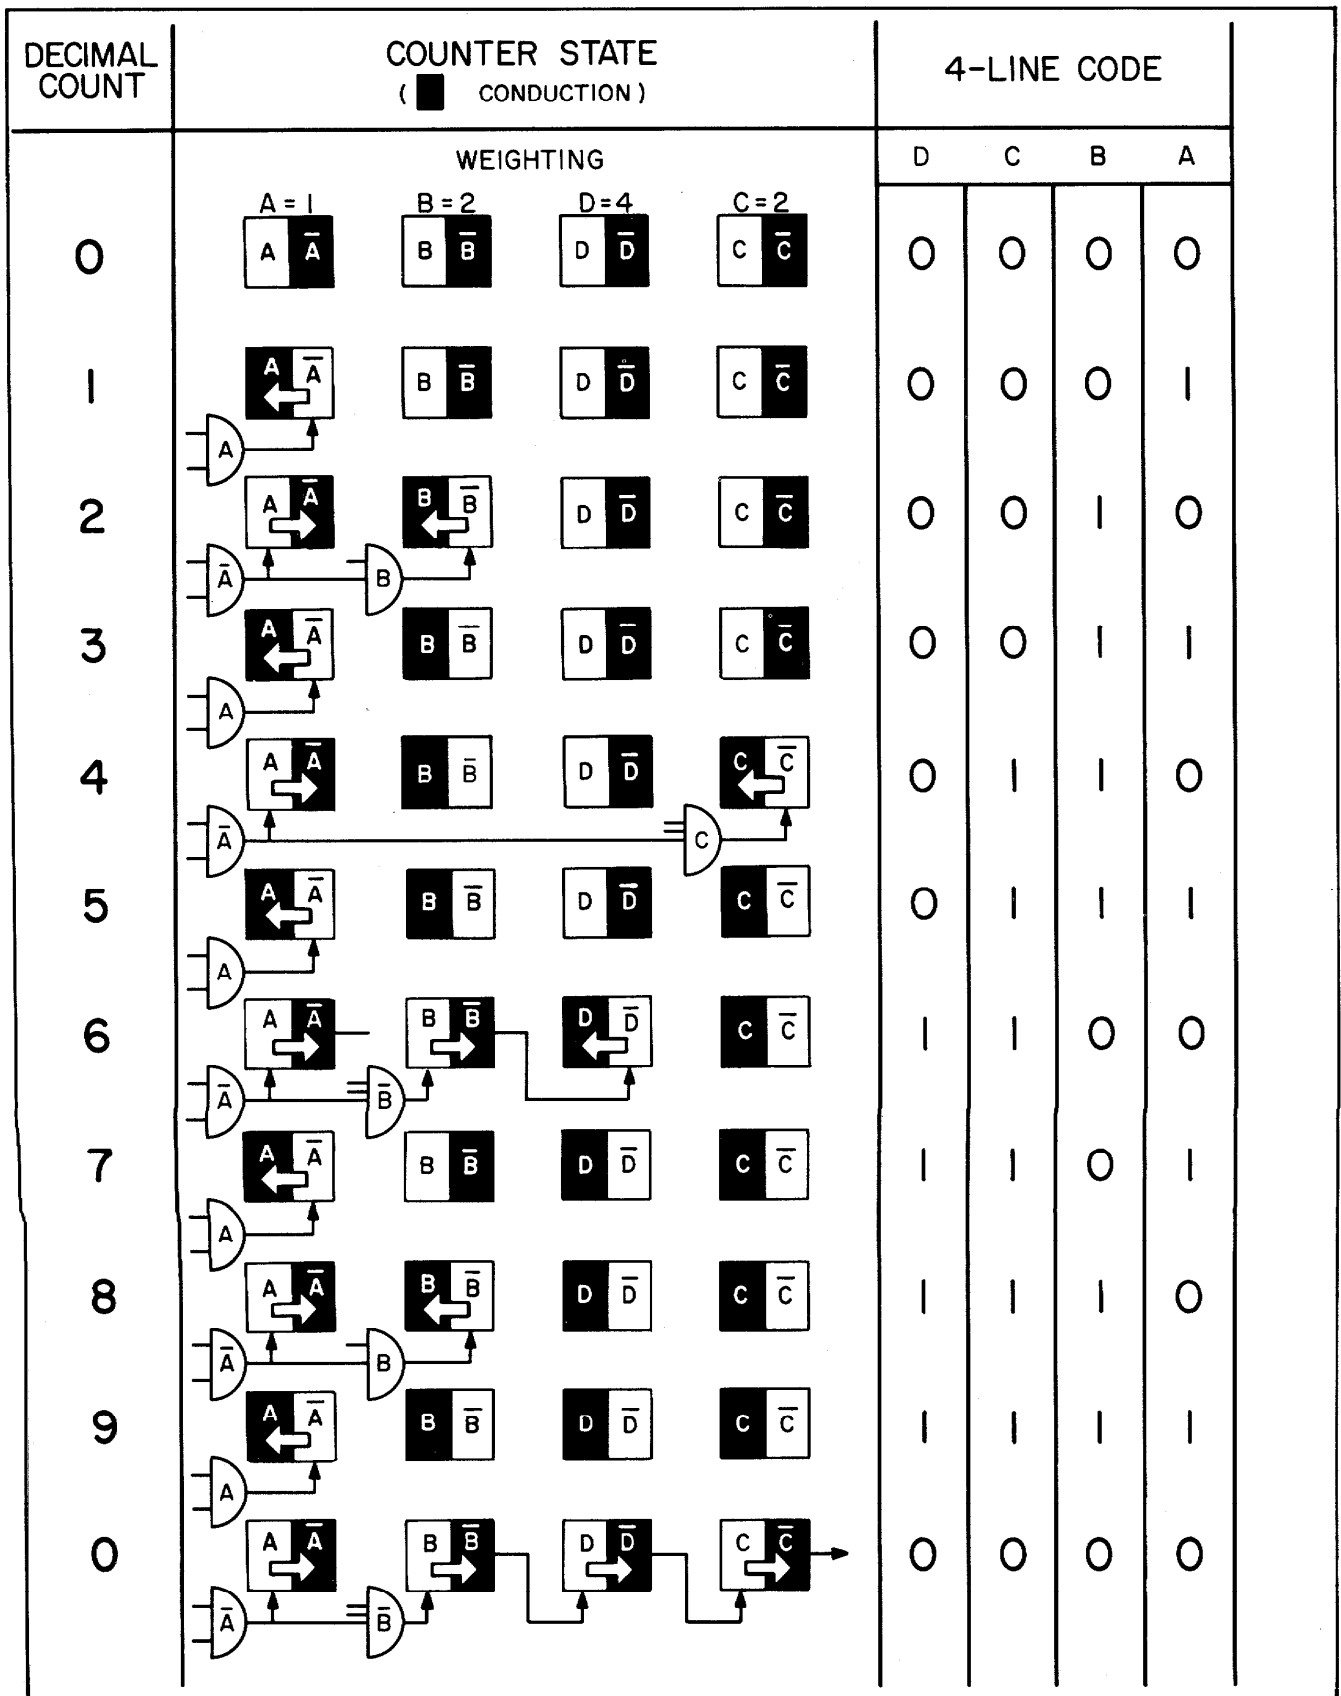 DECIMAL COUNT
COUNTER STATE
( CONDUCTION )
4-LINE CODE
WEIGHTING
D C B A
A = 1 B = 2 D=4 C=2
0 A A̅ B B̅ D D̅ C C̅ 0 0 0 0
1 A A̅ B B̅ D D̅ C C̅ 0 0 0 1
A
2 A A̅ B B̅ D D̅ C C̅ 0 0 1 0
A̅ B
3 A A̅ B B̅ D D̅ C C̅ 0 0 1 1
A
4 A A̅ B B̅ D D̅ C C̅ 0 1 1 0
A̅ C
5 A A̅ B B̅ D D̅ C C̅ 0 1 1 1
A
6 A A̅ B B̅ D D̅ C C̅ 1 1 0 0
A̅ B̅
7 A A̅ B B̅ D D̅ C C̅ 1 1 0 1
A
8 A A̅ B B̅ D D̅ C C̅ 1 1 1 0
A̅ B
9 A A̅ B B̅ D D̅ C C̅ 1 1 1 1
A
0 A A̅ B B̅ D D̅ C C̅ 0 0 0 0
A̅ B̅